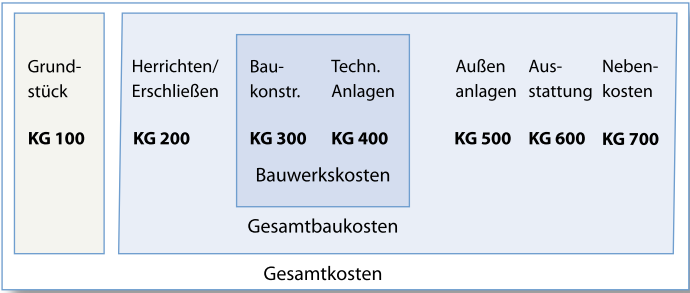 Grund-
stück
KG 100
Herrichten/
Erschließen
KG 200
Bau-
konstr.
KG 300
Techn.
Anlagen
KG 400
Außen
anlagen
KG 500
Aus-
stattung
KG 600
Neben-
kosten
KG 700
Bauwerkskosten
Gesamtbaukosten
Gesamtkosten